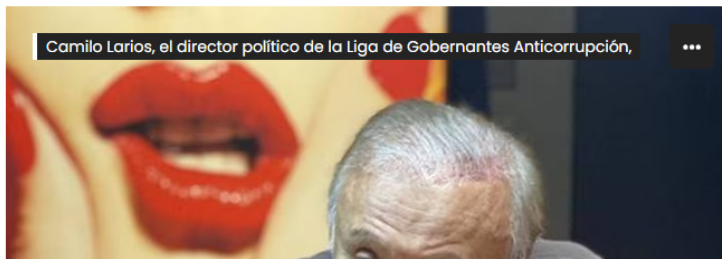 Camilo Larios, el director político de la Liga de Gobernantes Anticorrupción,